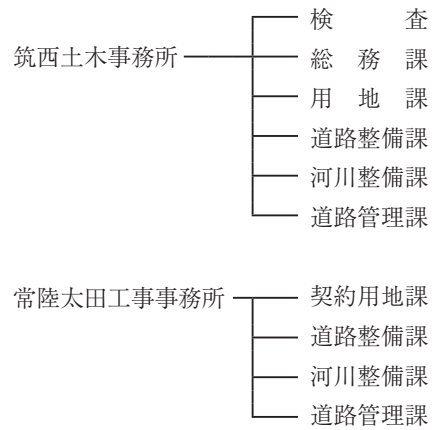 検査
筑西土木事務所 総務課
用地課
道路整備課
河川整備課
道路管理課
常陸太田工事事務所 契約用地課
道路整備課
河川整備課
道路管理課